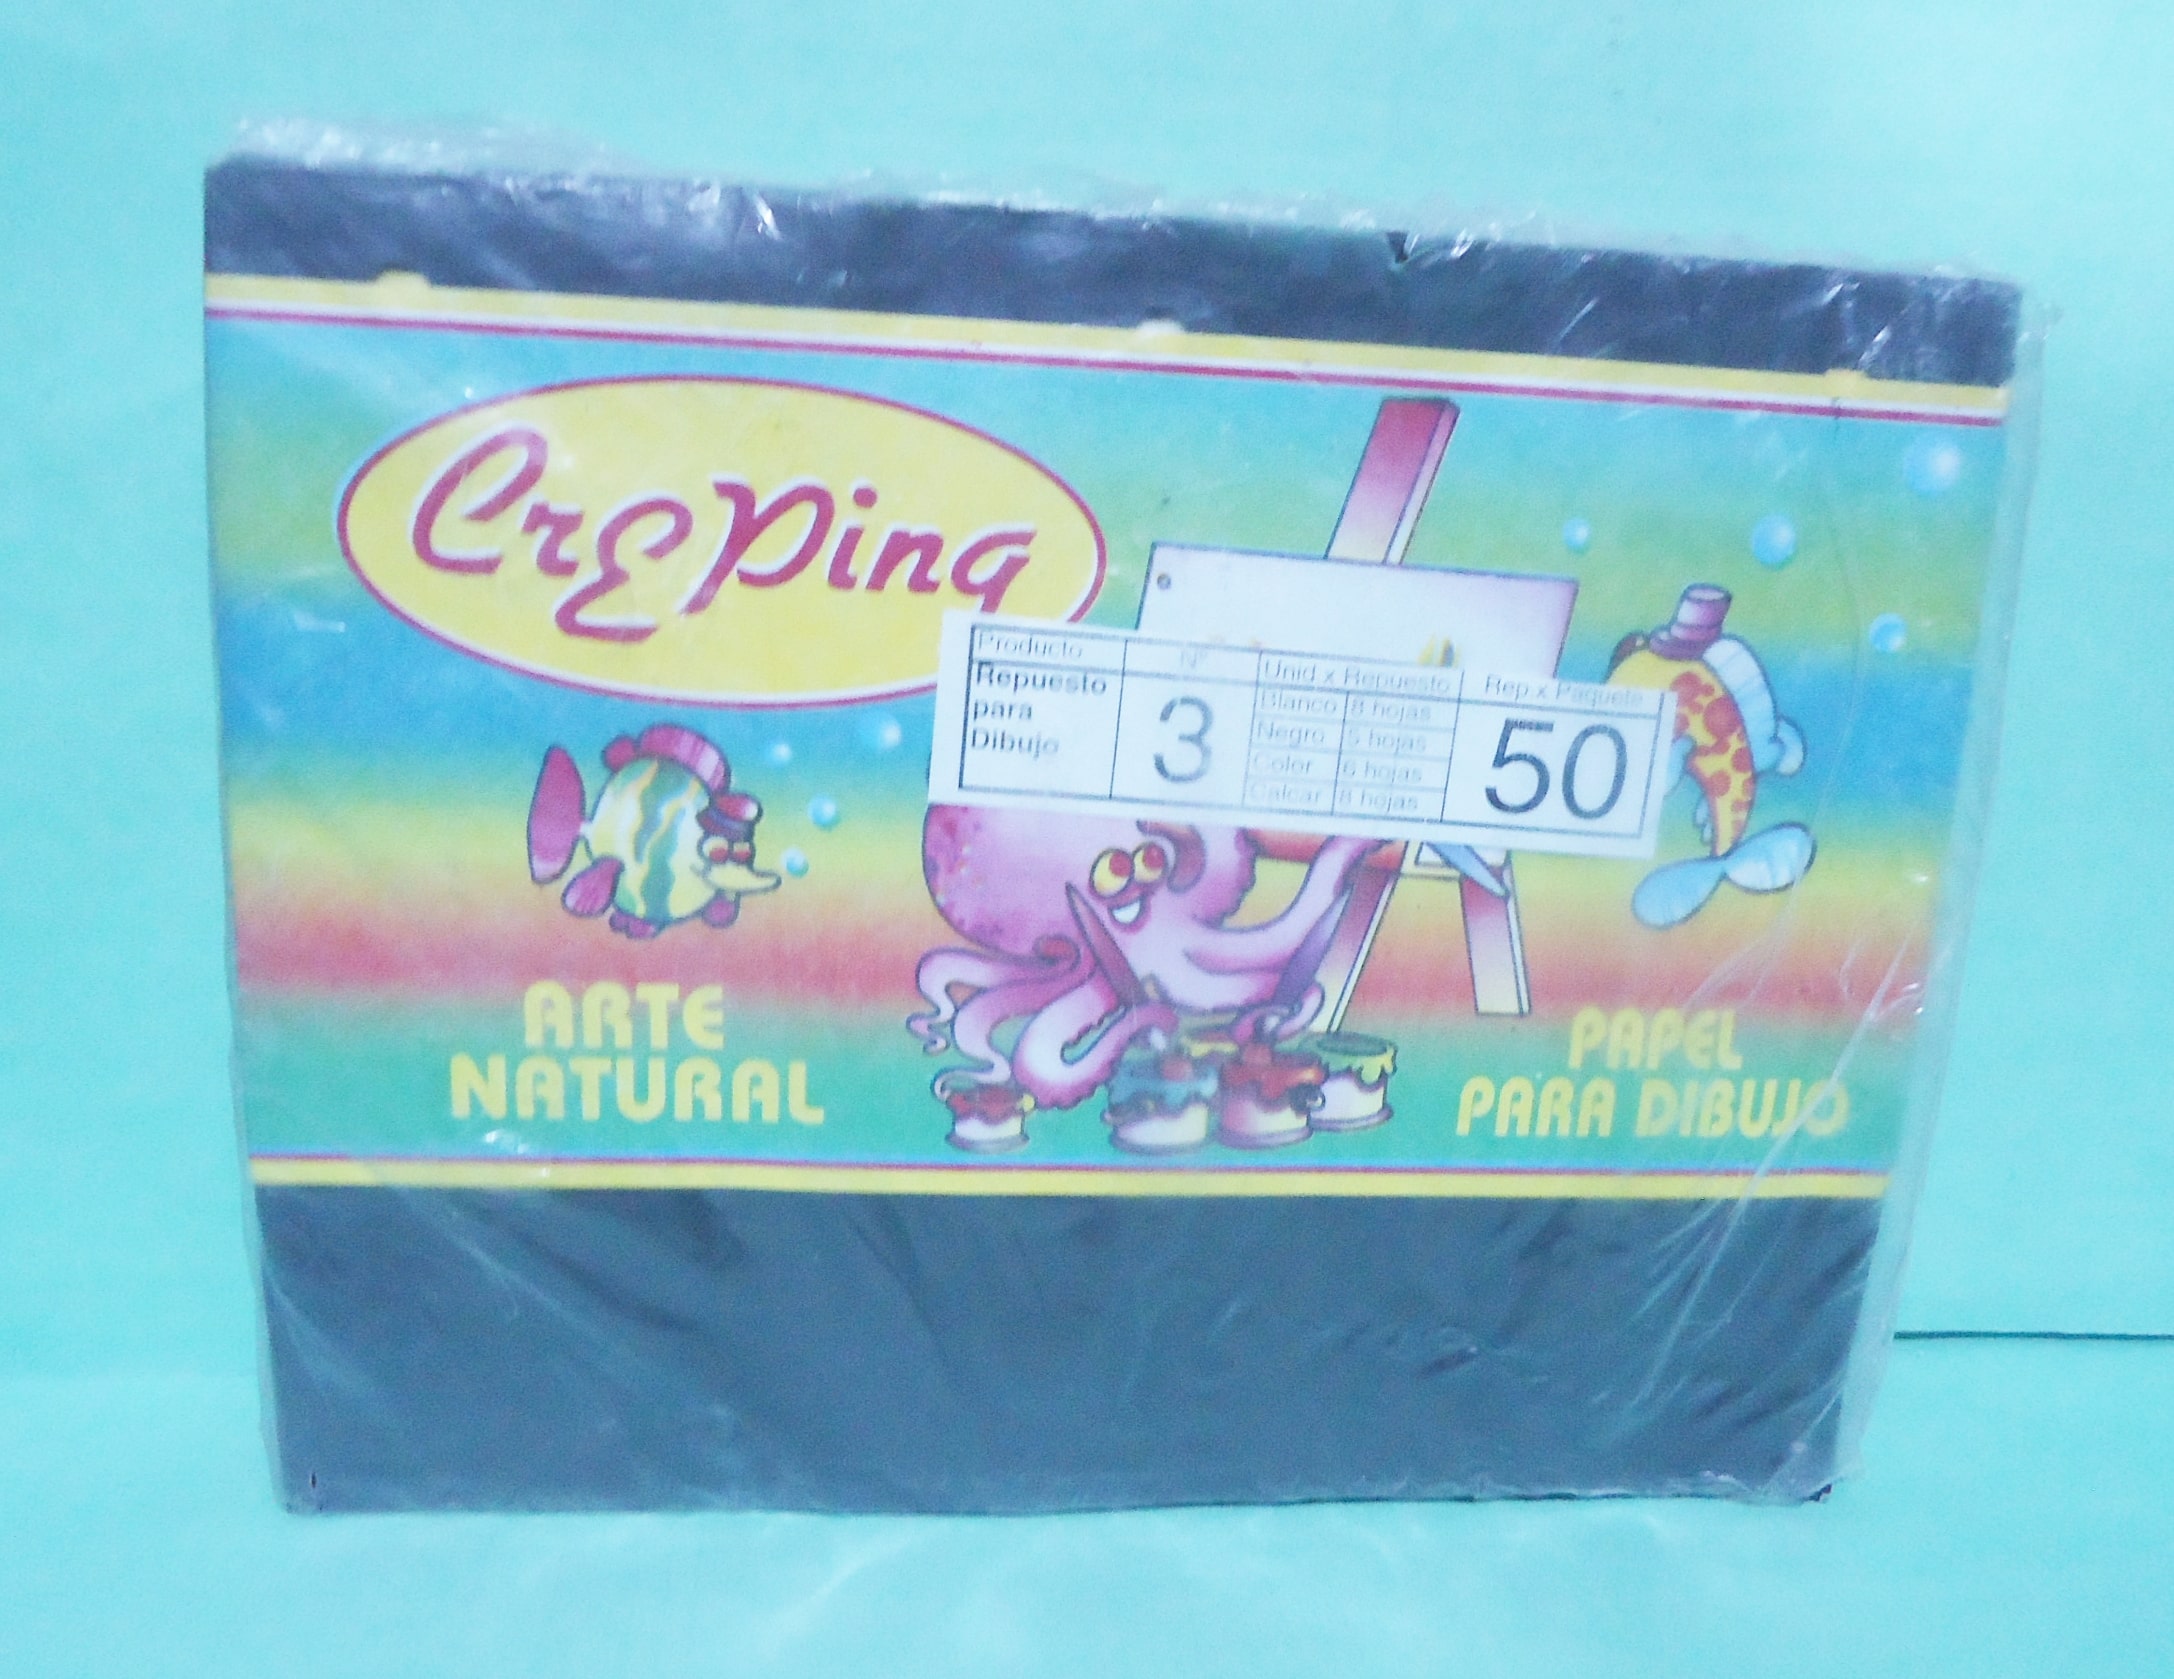 CrEPing
Producto Nº Unid x Repuesto Rep.x Paquete
Repuesto para Dibujo 3 50
Blanco 8 hojas
Negro 5 hojas
Color 6 hojas
Calcar 8 hojas
ARTE
NATURAL
PAPEL
PARA DIBUJO